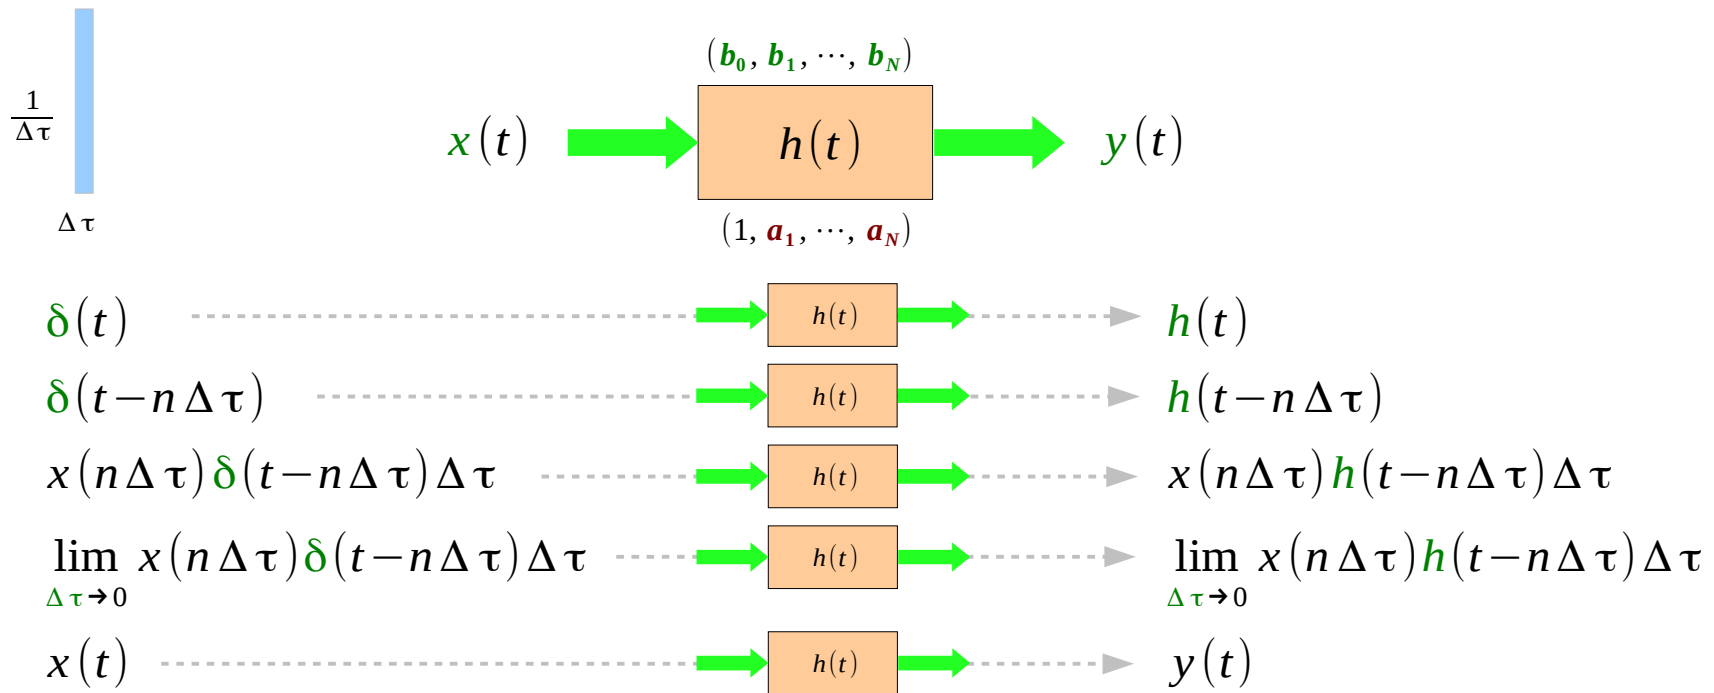 1/Δτ
Δτ
(b₀, b₁, ⋯, b_N)
x(t) h(t) y(t)
(1, a₁, ⋯, a_N)
δ(t) h(t) h(t)
δ(t−nΔτ) h(t) h(t−nΔτ)
x(nΔτ)δ(t−nΔτ)Δτ h(t) x(nΔτ)h(t−nΔτ)Δτ
lim Δτ→0 x(nΔτ)δ(t−nΔτ)Δτ h(t) lim Δτ→0 x(nΔτ)h(t−nΔτ)Δτ
x(t) h(t) y(t)